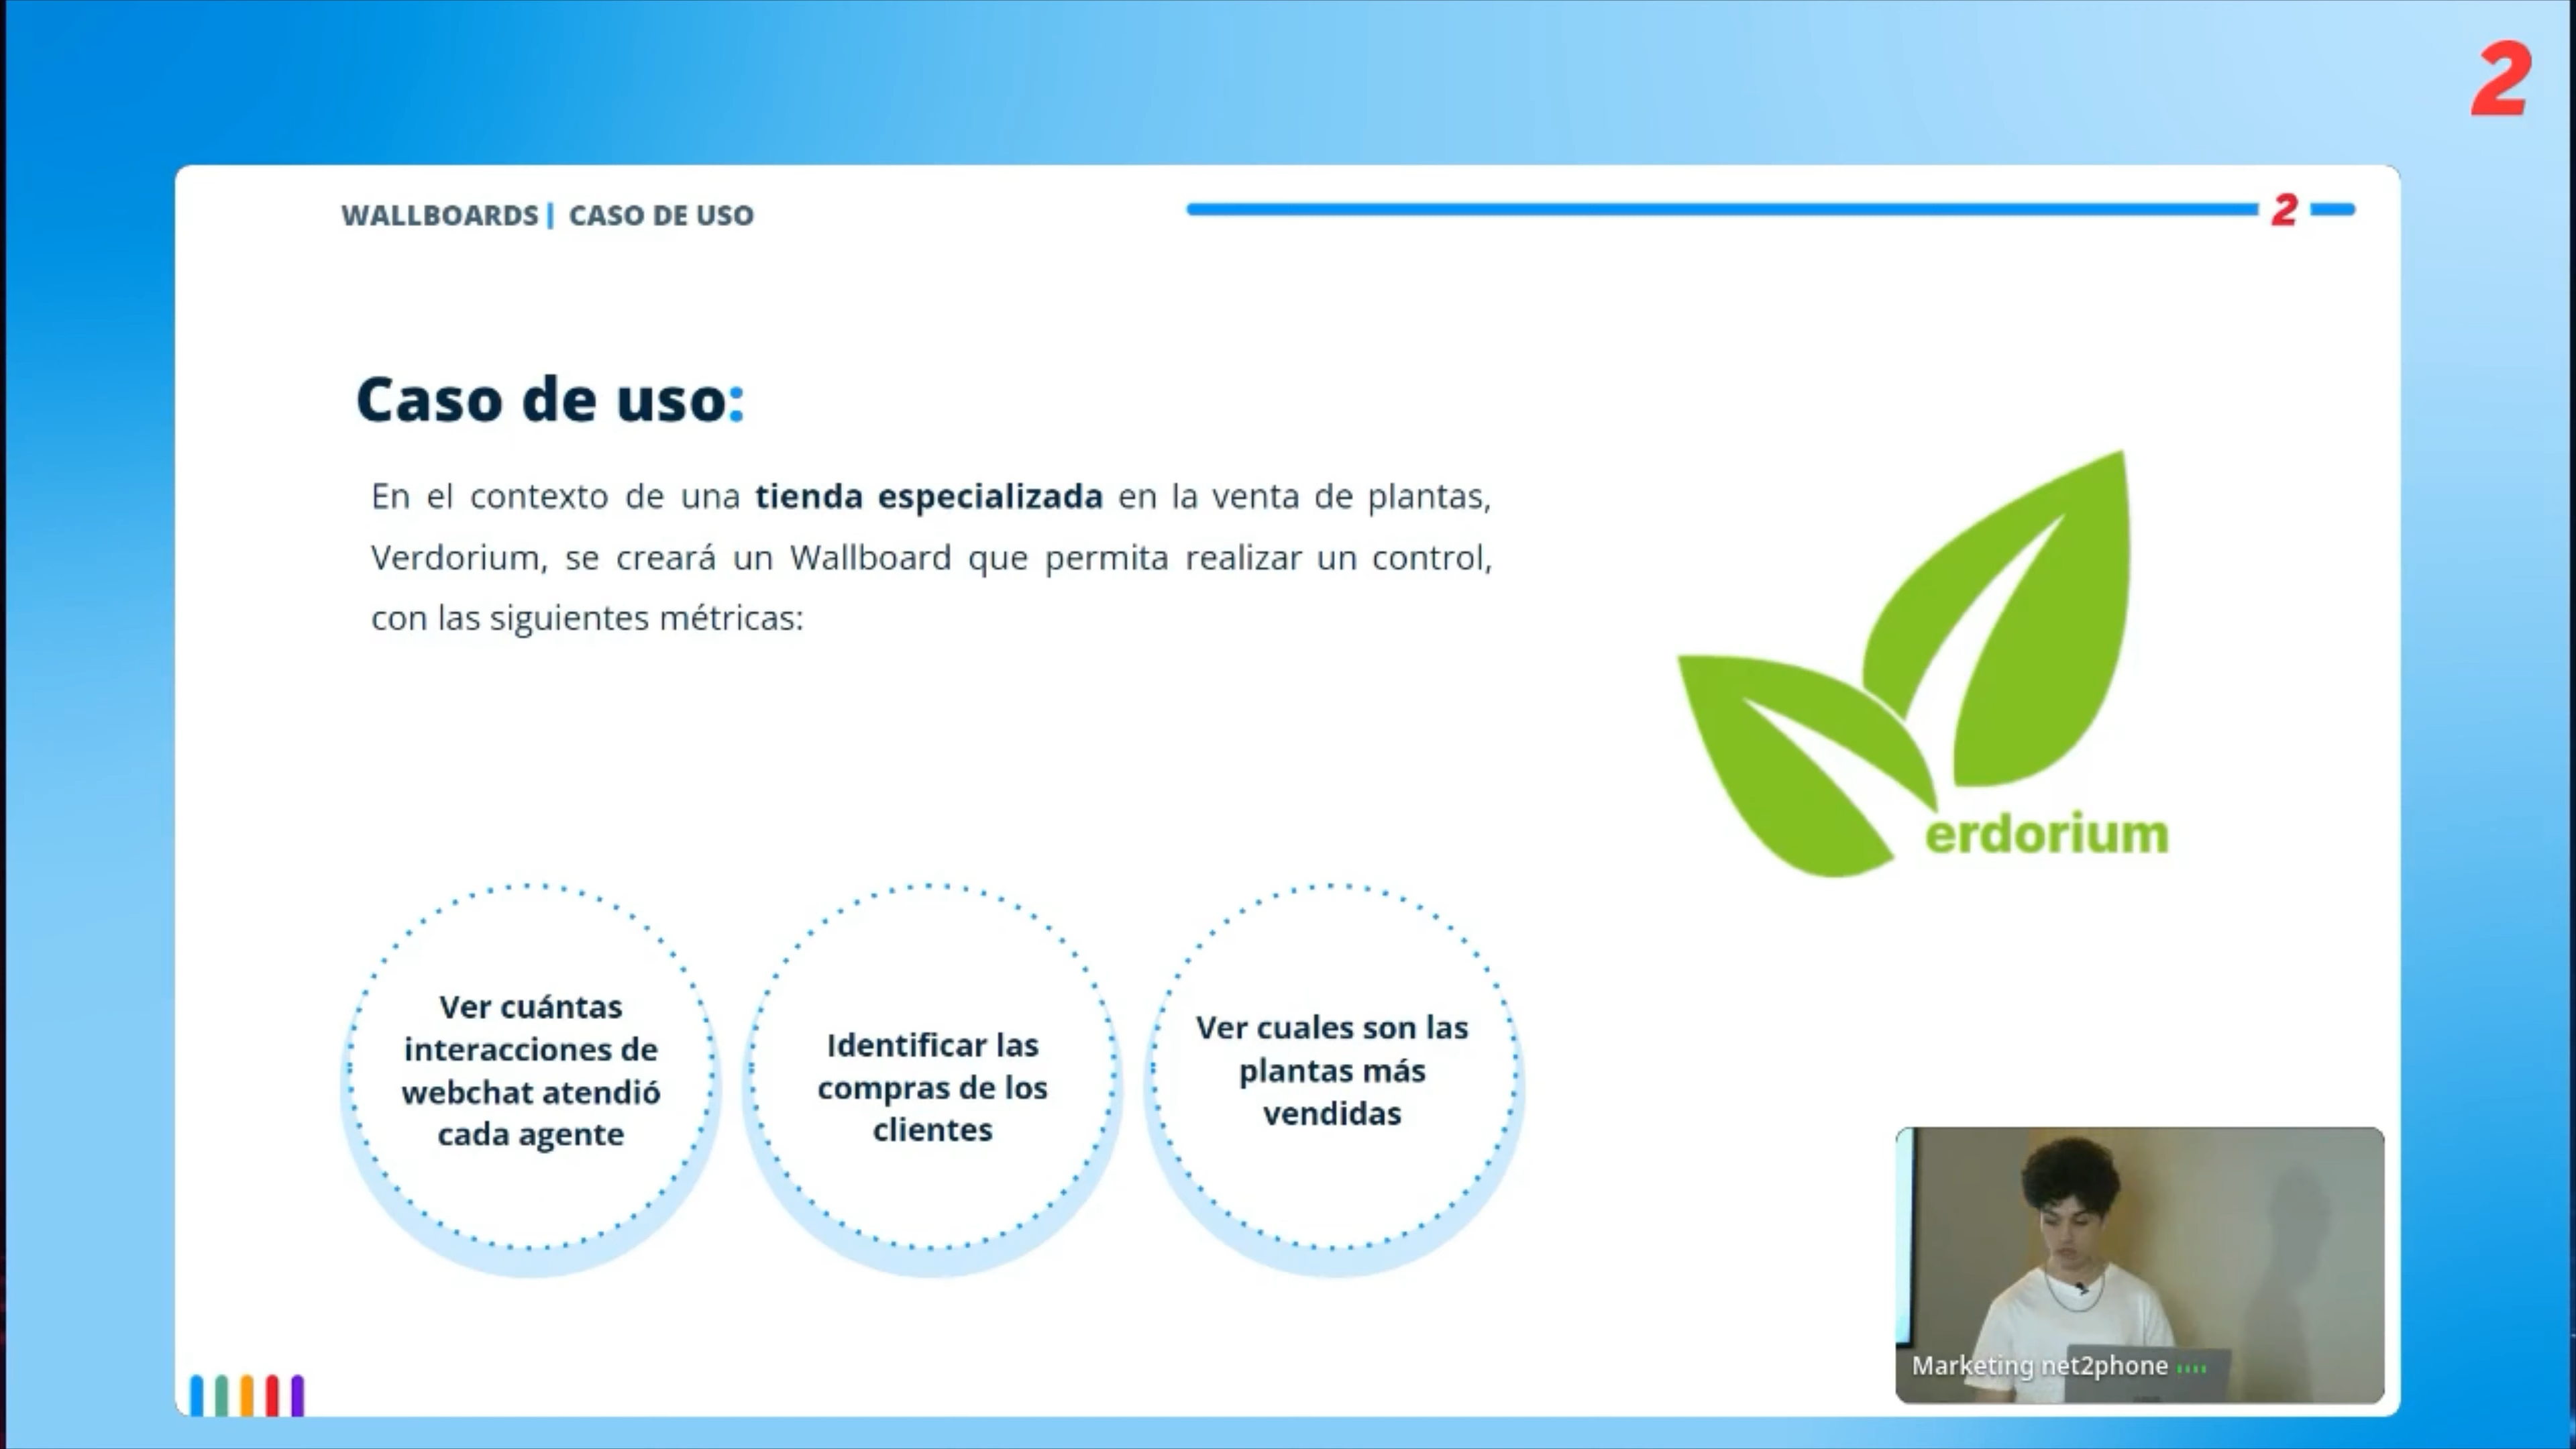 2
WALLBOARDS | CASO DE USO
2
Caso de uso:
En el contexto de una tienda especializada en la venta de plantas,
Verdorium, se creará un Wallboard que permita realizar un control,
con las siguientes métricas:
erdorium
Ver cuántas
interacciones de
webchat atendió
cada agente
Identificar las
compras de los
clientes
Ver cuales son las
plantas más
vendidas
Marketing net2phone